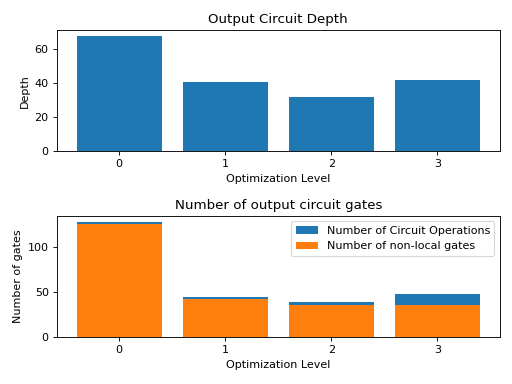 Output Circuit Depth
60
40
20
0
Depth
0 1 2 3
Optimization Level
Number of output circuit gates
100
50
0
Number of gates
Number of Circuit Operations
Number of non-local gates
0 1 2 3
Optimization Level